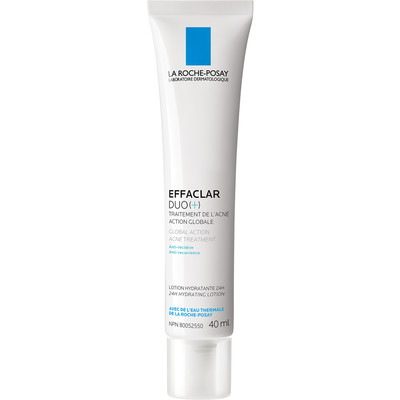 LA ROCHE-POSAY
LABORATOIRE DERMATOLOGIQUE
EFFACLAR
DUO(+)
TRAITEMENT DE L'ACNÉ
ACTION GLOBALE
GLOBAL ACTION
ACNE TREATMENT
Anti-récidive
Anti-recurrence
LOTION HYDRATANTE 24H
24H HYDRATING LOTION
AVEC DE L'EAU THERMALE
DE LA ROCHE-POSAY
NPN 80052550 40 mL